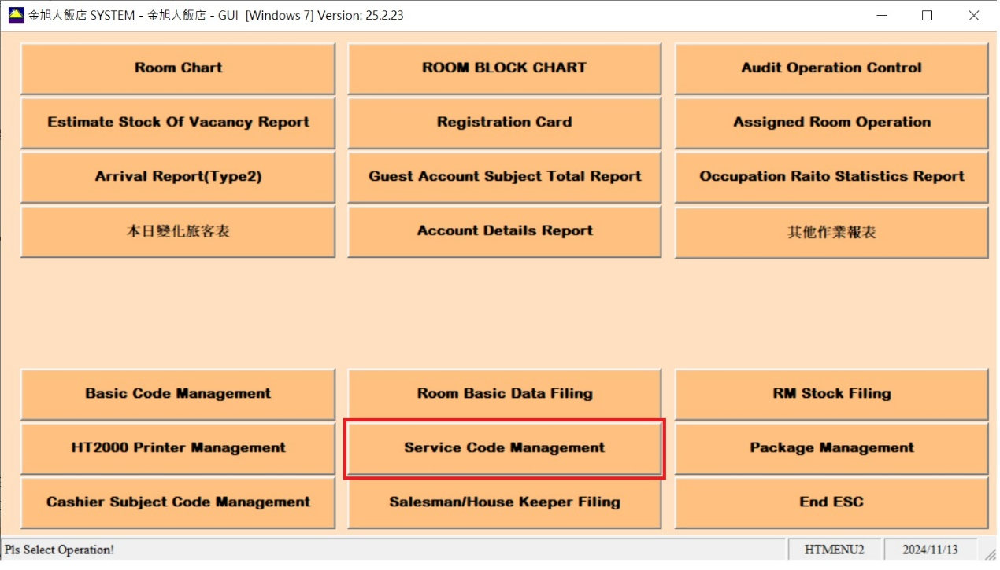 金旭大飯店 SYSTEM - 金旭大飯店 - GUI [Windows 7] Version: 25.2.23
Room Chart
ROOM BLOCK CHART
Audit Operation Control
Estimate Stock Of Vacancy Report
Registration Card
Assigned Room Operation
Arrival Report(Type2)
Guest Account Subject Total Report
Occupation Raito Statistics Report
本日變化旅客表
Account Details Report
其他作業報表
Basic Code Management
Room Basic Data Filing
RM Stock Filing
HT2000 Printer Management
Service Code Management
Package Management
Cashier Subject Code Management
Salesman/House Keeper Filing
End ESC
Pls Select Operation!
HTMENU2
2024/11/13